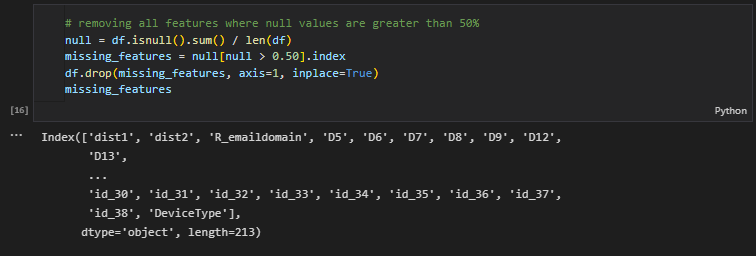 # removing all features where null values are greater than 50%
null = df.isnull().sum() / len(df)
missing_features = null[null > 0.50].index
df.drop(missing_features, axis=1, inplace=True)
missing_features
[16]
Python
...
Index(['dist1', 'dist2', 'R_emaildomain', 'D5', 'D6', 'D7', 'D8', 'D9', 'D12',
'D13',
...
'id_30', 'id_31', 'id_32', 'id_33', 'id_34', 'id_35', 'id_36', 'id_37',
'id_38', 'DeviceType'],
dtype='object', length=213)